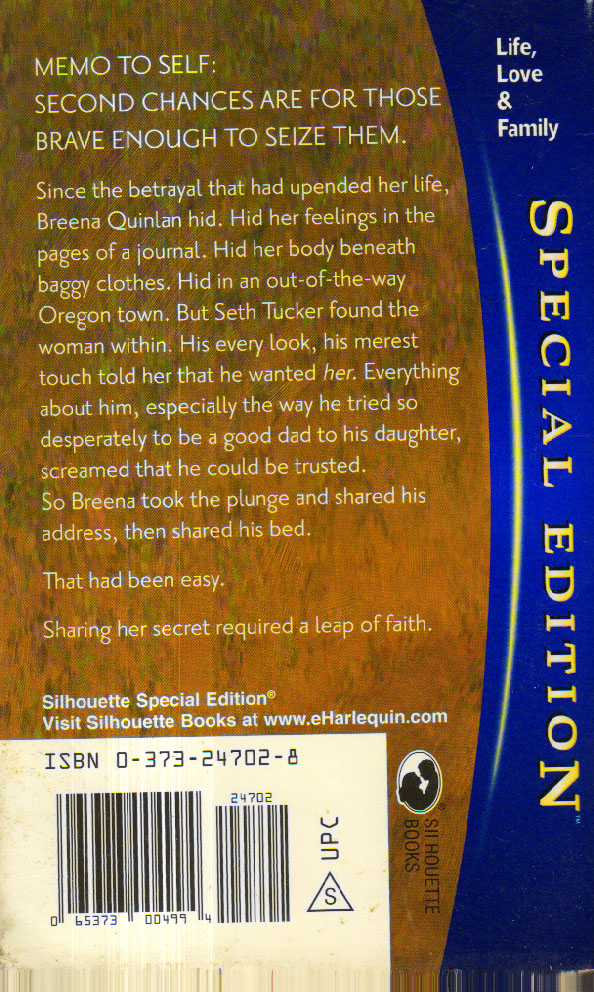 MEMO TO SELF:
SECOND CHANCES ARE FOR THOSE
BRAVE ENOUGH TO SEIZE THEM.
Since the betrayal that had upended her life,
Breena Quinlan hid. Hid her feelings in the
pages of a journal. Hid her body beneath
baggy clothes. Hid in an out-of-the-way
Oregon town. But Seth Tucker found the
woman within. His every look, his merest
touch told her that he wanted her. Everything
about him, especially the way he tried so
desperately to be a good dad to his daughter,
screamed that he could be trusted.
So Breena took the plunge and shared his
address, then shared his bed.
That had been easy.
Sharing her secret required a leap of faith.
Silhouette Special Edition®
Visit Silhouette Books at www.eHarlequin.com
ISBN 0-373-24702-8
24702
0 65373 00499 4
UPC
S
®
SILHOUETTE
BOOKS
Life,
Love
&
Family
SPECIAL EDITION™